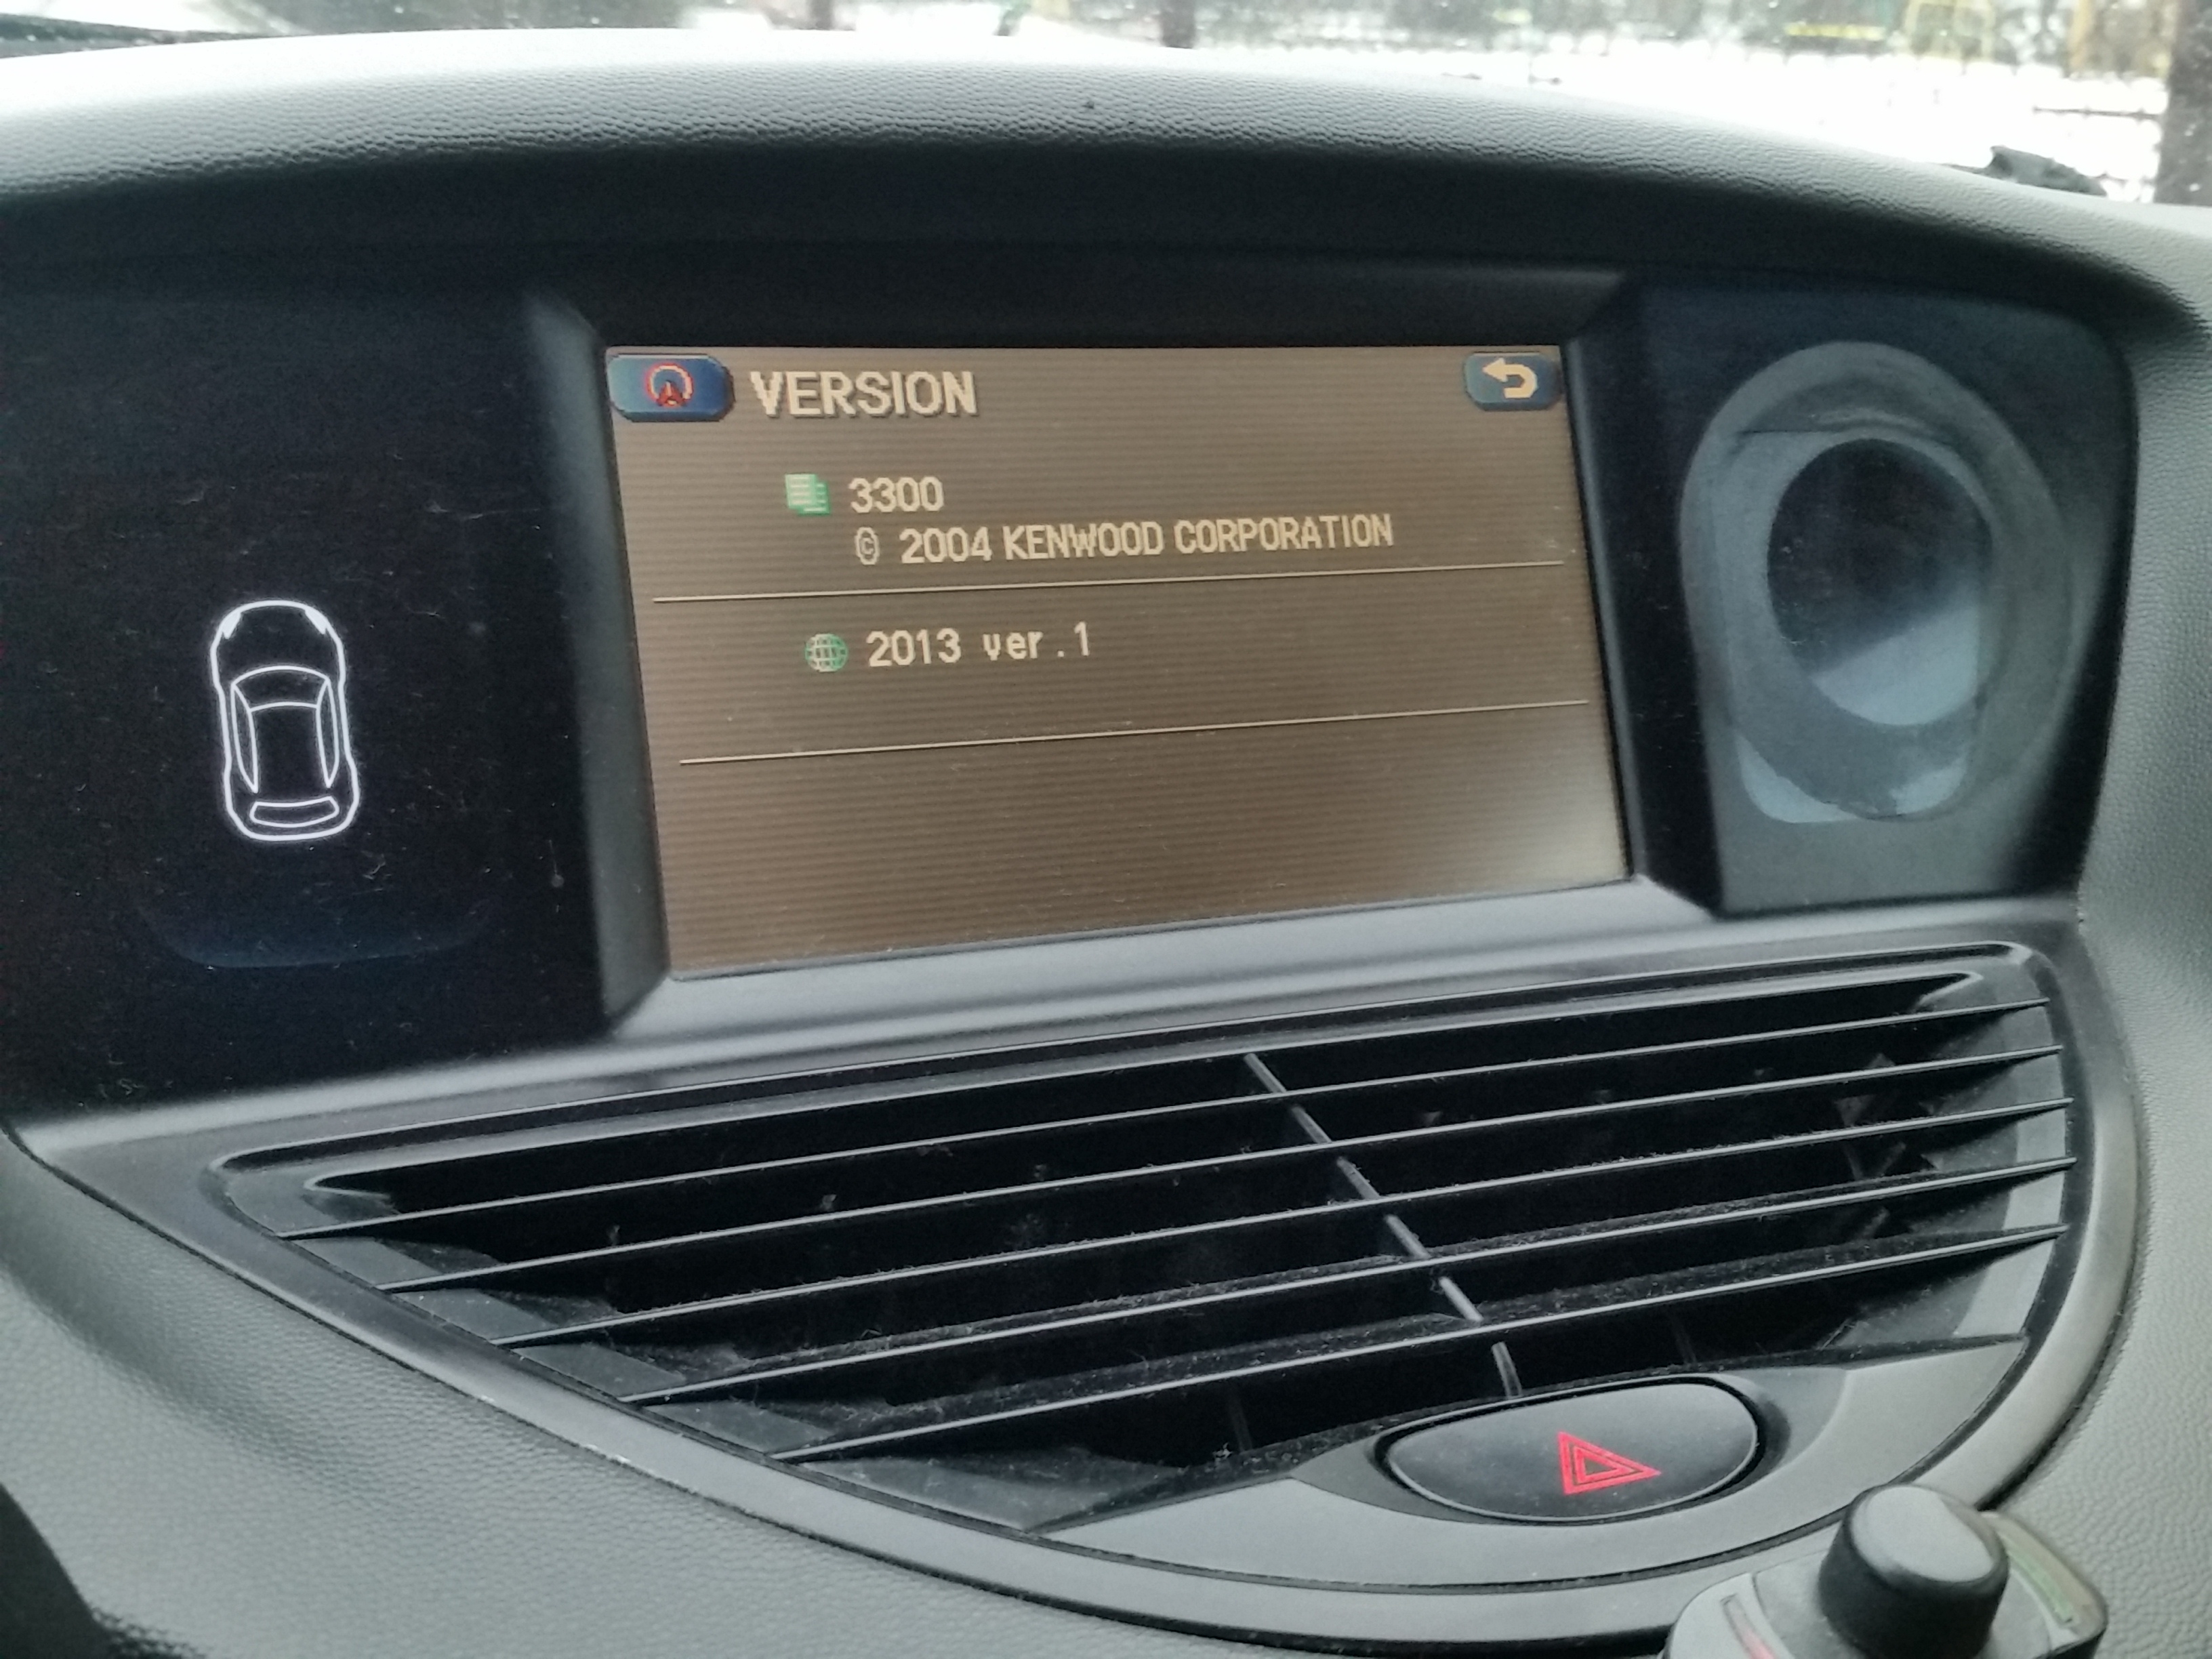 VERSION
3300
© 2004 KENWOOD CORPORATION
2013 ver.1